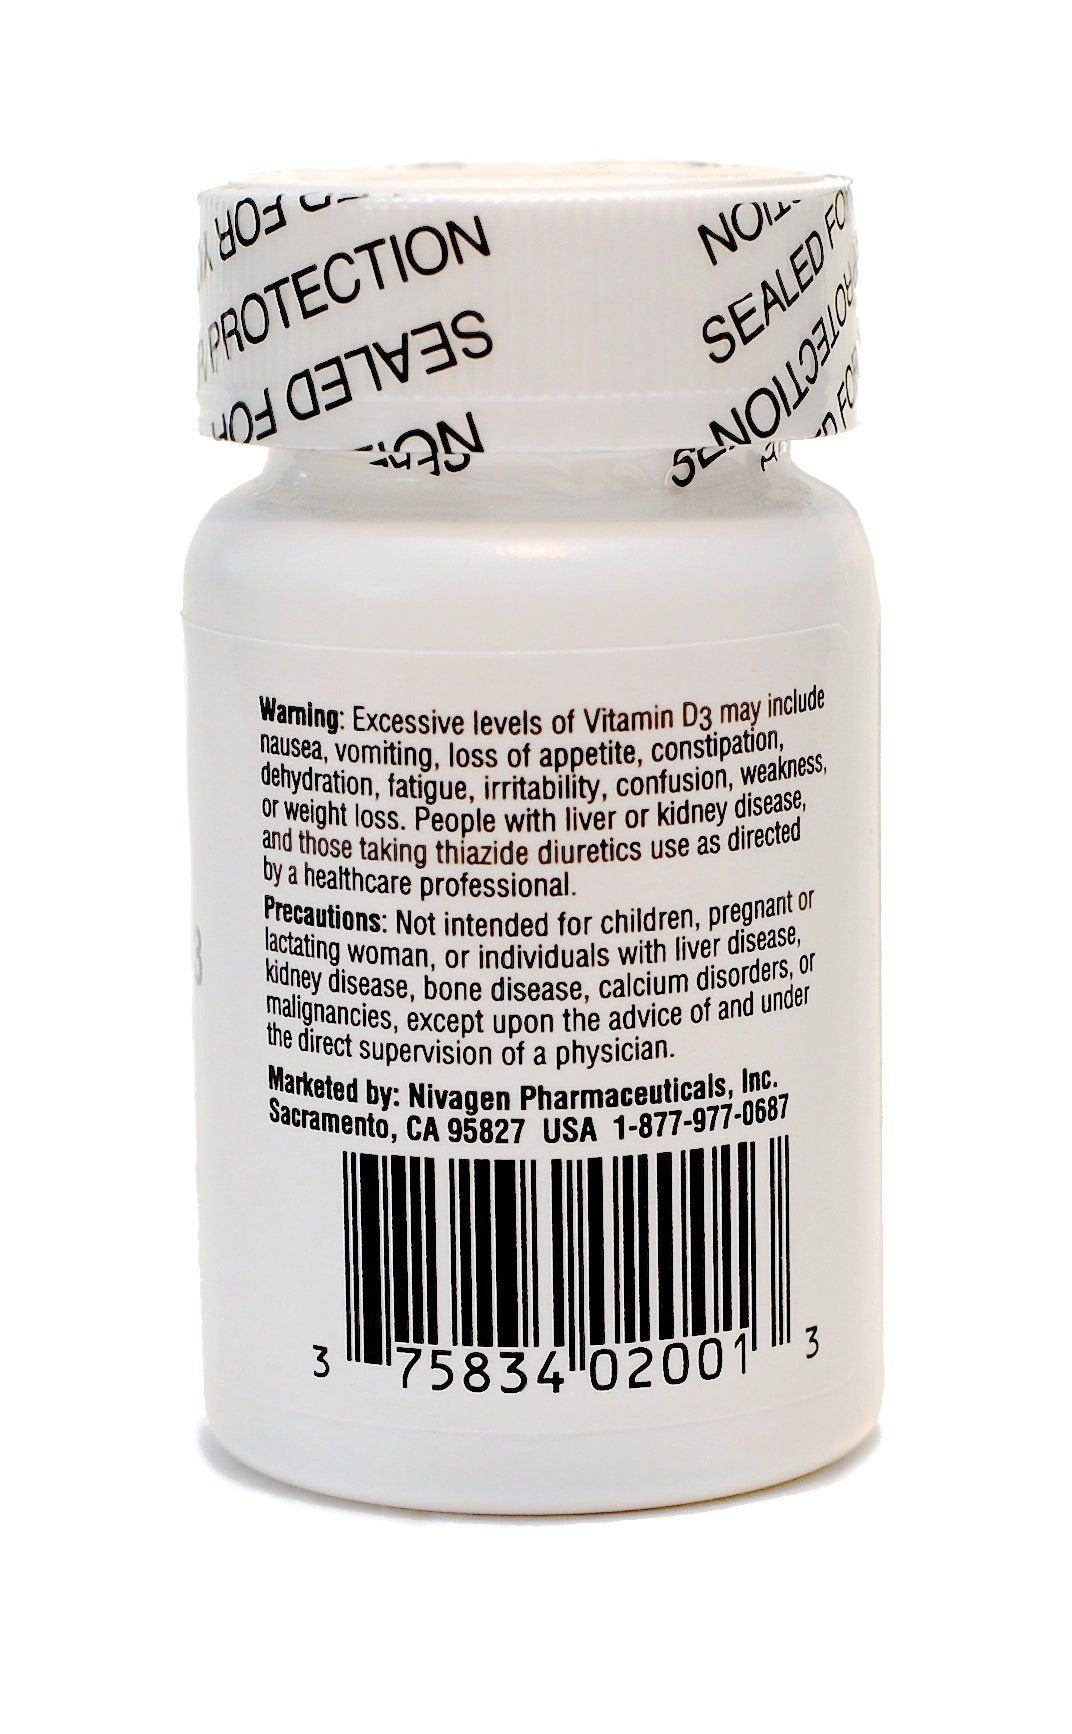 PROTECTION
SEALED FOR
SEALED FOR
PROTECTION
Warning: Excessive levels of Vitamin D3 may include
nausea, vomiting, loss of appetite, constipation,
dehydration, fatigue, irritability, confusion, weakness,
or weight loss. People with liver or kidney disease,
and those taking thiazide diuretics use as directed
by a healthcare professional.
Precautions: Not intended for children, pregnant or
lactating woman, or individuals with liver disease,
kidney disease, bone disease, calcium disorders, or
malignancies, except upon the advice of and under
the direct supervision of a physician.
Marketed by: Nivagen Pharmaceuticals, Inc.
Sacramento, CA 95827 USA 1-877-977-0687
3 75834 02001 3